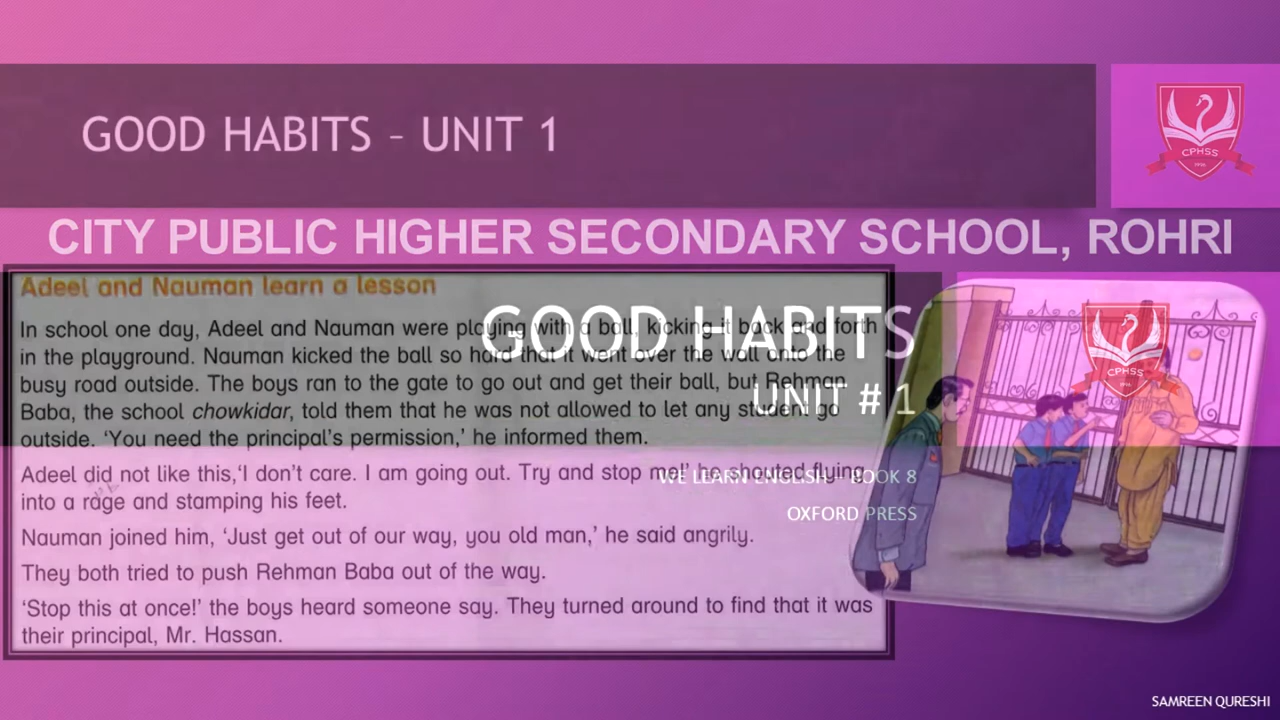 GOOD HABITS – UNIT 1
CPHSS
1996
CITY PUBLIC HIGHER SECONDARY SCHOOL, ROHRI
Adeel and Nauman learn a lesson
In school one day, Adeel and Nauman were playing with a ball, kicking it back and forth
in the playground. Nauman kicked the ball so hard that it went over the wall onto the
busy road outside. The boys ran to the gate to go out and get their ball, but Rehman
Baba, the school chowkidar, told them that he was not allowed to let any student go
outside. ‘You need the principal’s permission,’ he informed them.
Adeel did not like this,‘I don’t care. I am going out. Try and stop me!’ he shouted flying
into a rage and stamping his feet.
Nauman joined him, ‘Just get out of our way, you old man,’ he said angrily.
They both tried to push Rehman Baba out of the way.
‘Stop this at once!’ the boys heard someone say. They turned around to find that it was
their principal, Mr. Hassan.
GOOD HABITS
UNIT # 1
WE LEARN ENGLISH – BOOK 8
OXFORD PRESS
CPHSS
1996
SAMREEN QURESHI